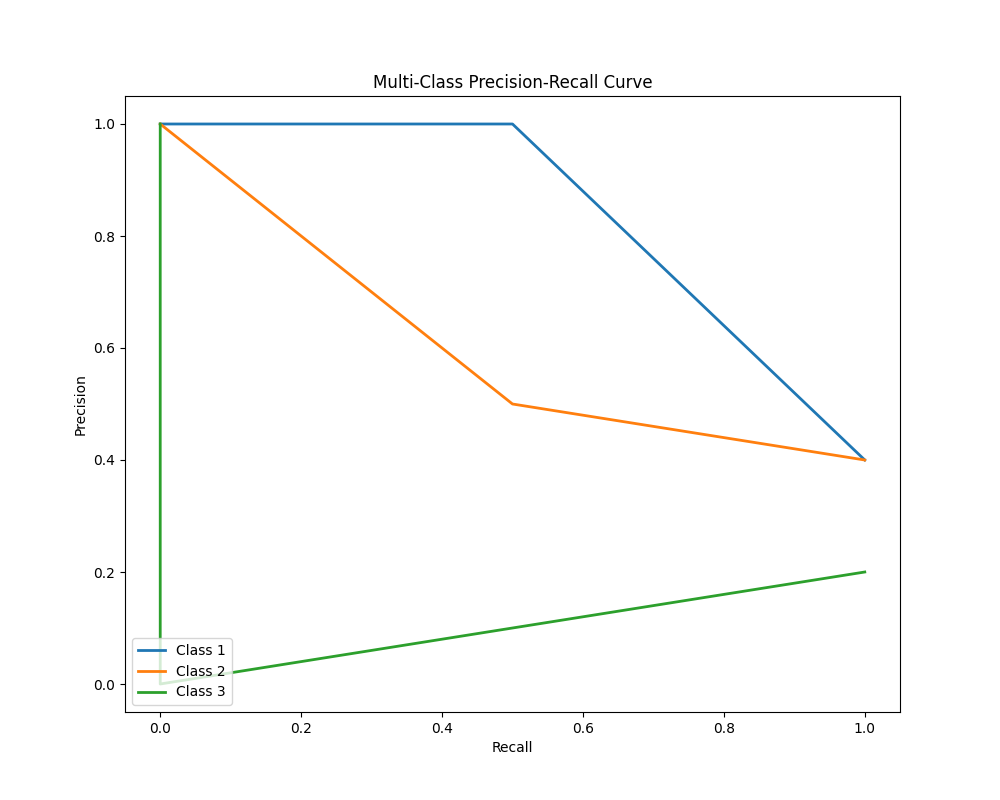 Multi-Class Precision-Recall Curve
1.0
0.8
0.6
0.4
0.2
0.0
Precision
Class 1
Class 2
Class 3
0.0 0.2 0.4 0.6 0.8 1.0
Recall